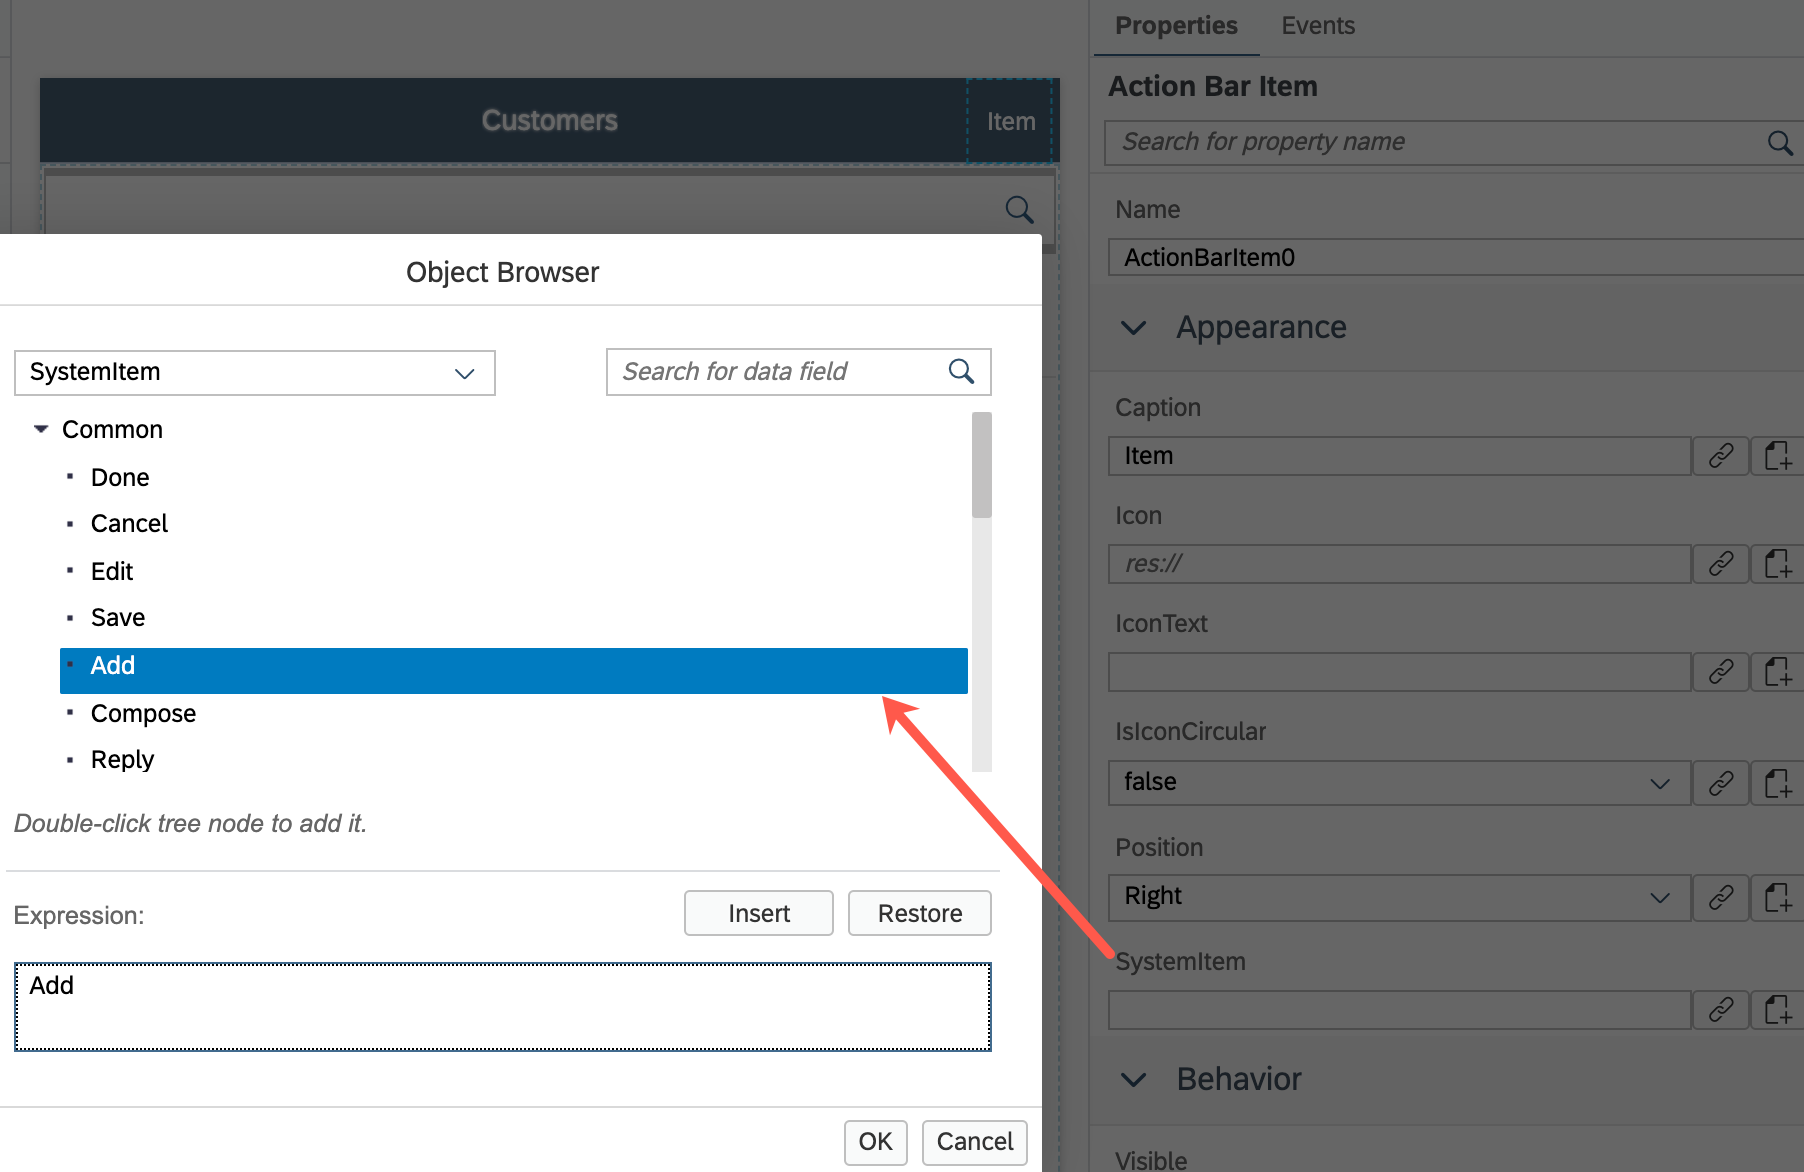 Properties Events
Customers
Item
Object Browser
SystemItem
Search for data field
Common
Done
Cancel
Edit
Save
Add
Compose
Reply
Double-click tree node to add it.
Expression:
Insert
Restore
Add
OK
Cancel
Action Bar Item
Search for property name
Name
ActionBarItem0
Appearance
Caption
Item
Icon
res://
IconText
IsIconCircular
false
Position
Right
SystemItem
Behavior
Visible